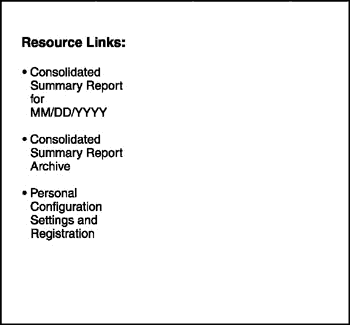 Resource Links:
• Consolidated
Summary Report
for
MM/DD/YYYY
• Consolidated
Summary Report
Archive
• Personal
Configuration
Settings and
Registration